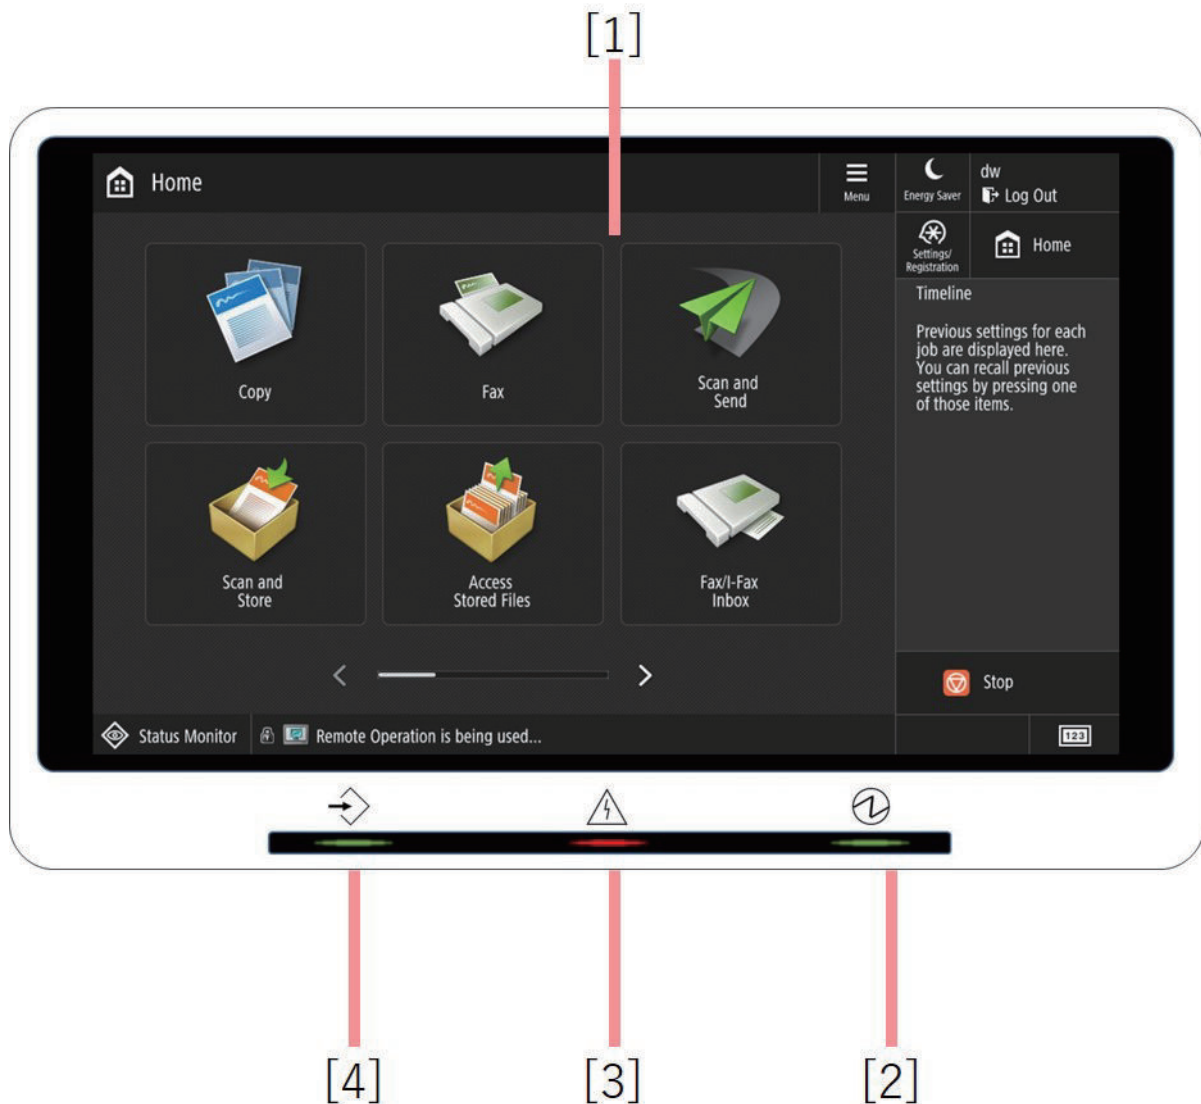 [1]
Home
Menu
Energy Saver
dw
Log Out
Settings/
Registration
Home
Copy
Fax
Scan and
Send
Scan and
Store
Access
Stored Files
Fax/I-Fax
Inbox
Timeline
Previous settings for each
job are displayed here.
You can recall previous
settings by pressing one
of those items.
Stop
Status Monitor
Remote Operation is being used...
123
[4]
[3]
[2]